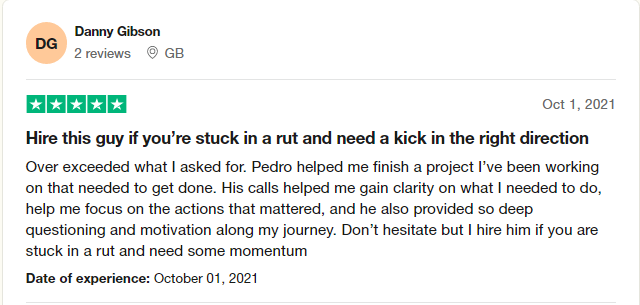 DG
Danny Gibson
2 reviews GB
Oct 1, 2021
Hire this guy if you're stuck in a rut and need a kick in the right direction
Over exceeded what I asked for. Pedro helped me finish a project I've been working
on that needed to get done. His calls helped me gain clarity on what I needed to do,
help me focus on the actions that mattered, and he also provided so deep
questioning and motivation along my journey. Don't hesitate but I hire him if you are
stuck in a rut and need some momentum
Date of experience: October 01, 2021